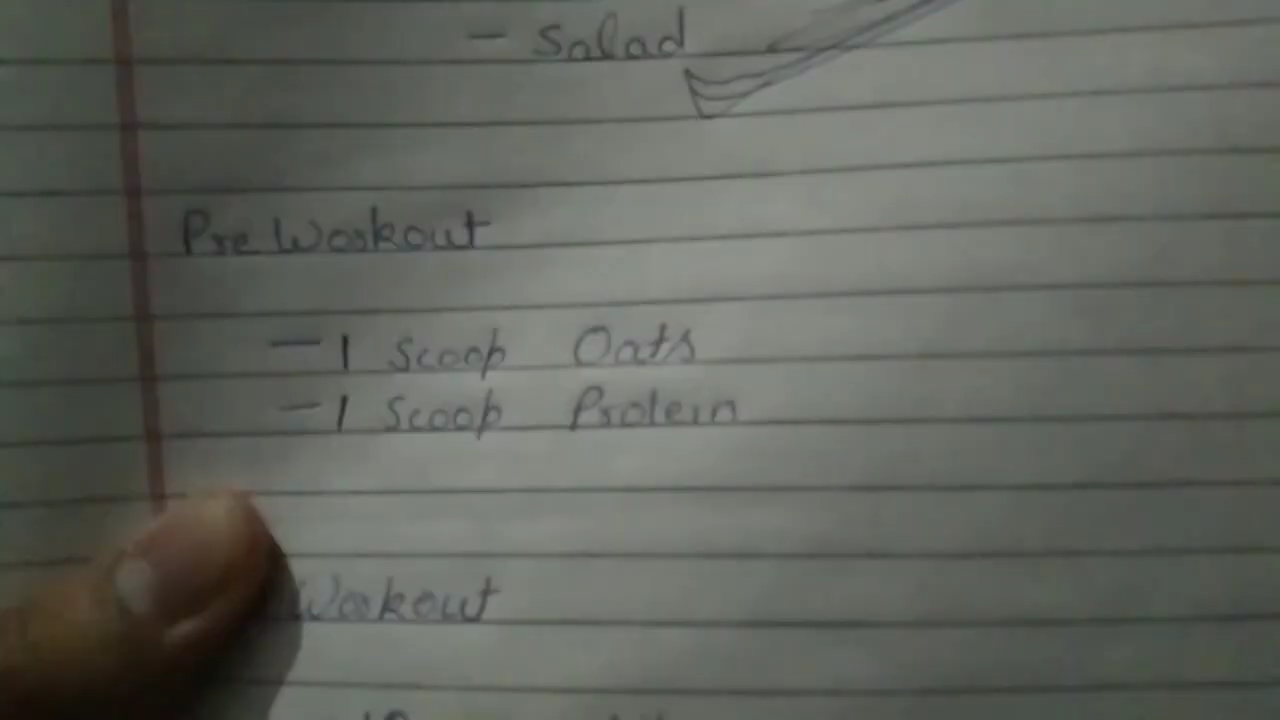 - Salad
Pre Workout
- 1 Scoop Oats
- 1 Scoop Protein
Workout